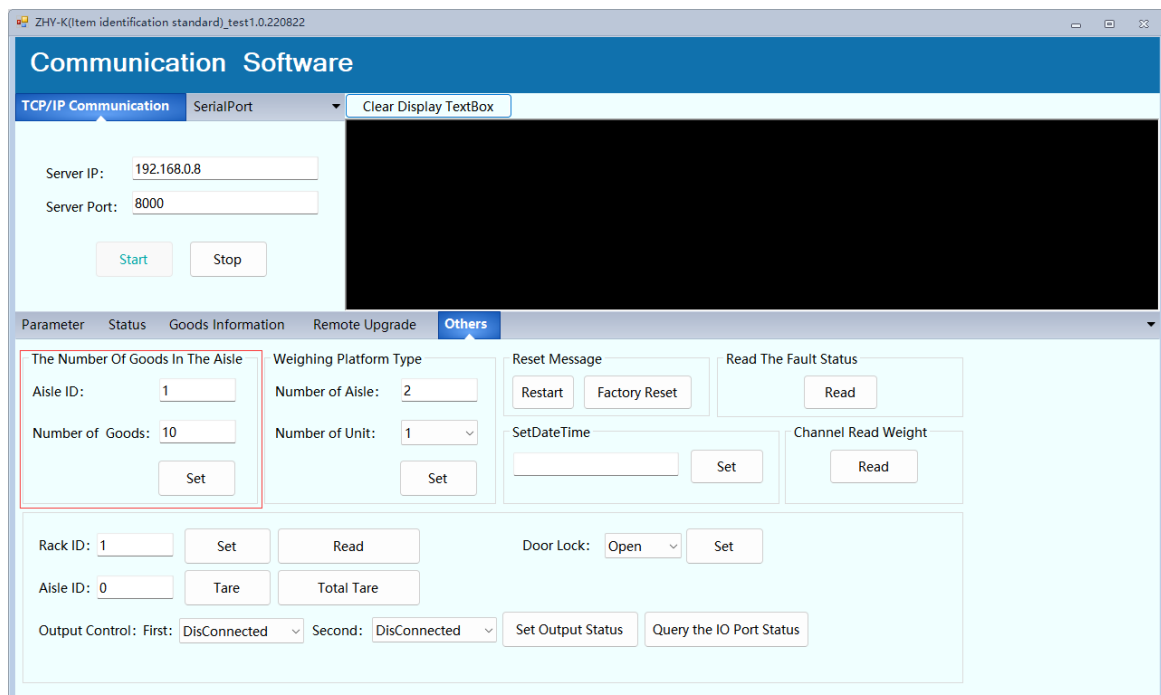 ZHY-K(Item identification standard)_test1.0.220822
Communication Software
TCP/IP Communication SerialPort Clear Display TextBox
Server IP: 192.168.0.8
Server Port: 8000
Start Stop
Parameter Status Goods Information Remote Upgrade Others
The Number Of Goods In The Aisle Weighing Platform Type Reset Message Read The Fault Status
Aisle ID: 1 Number of Aisle: 2 Restart Factory Reset Read
Number of Goods: 10 Number of Unit: 1 SetDateTime Channel Read Weight
Set Set Set Read
Rack ID: 1 Set Read Door Lock: Open Set
Aisle ID: 0 Tare Total Tare
Output Control: First: DisConnected Second: DisConnected Set Output Status Query the IO Port Status